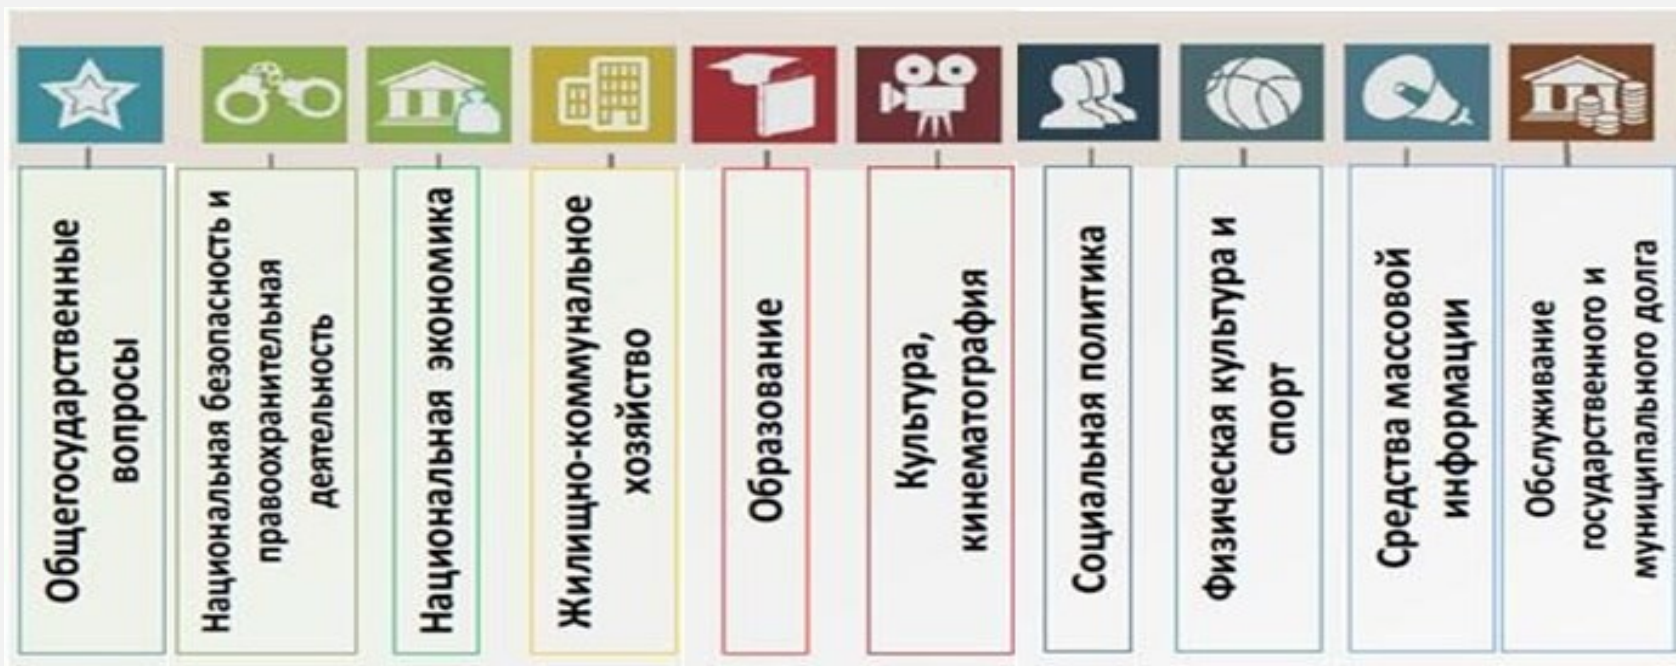 Общегосударственные
вопросы
Национальная безопасность и
правоохранительная
деятельность
Национальная экономика
Жилищно-коммунальное
хозяйство
Образование
Культура,
кинематография
Социальная политика
Физическая культура и
спорт
Средства массовой
информации
Обслуживание
государственного и
муниципального долга